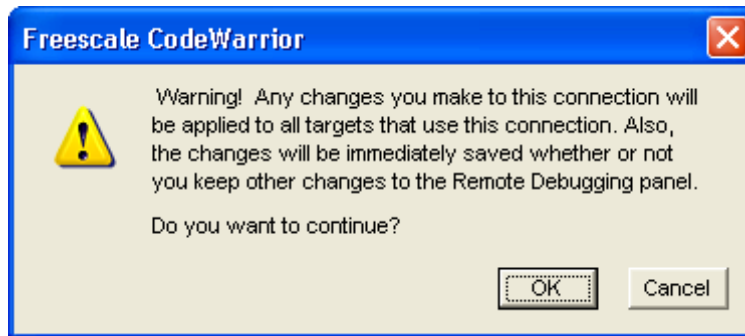 Freescale CodeWarrior
Warning!  Any changes you make to this connection will
be applied to all targets that use this connection. Also,
the changes will be immediately saved whether or not
you keep other changes to the Remote Debugging panel.
Do you want to continue?
OK
Cancel